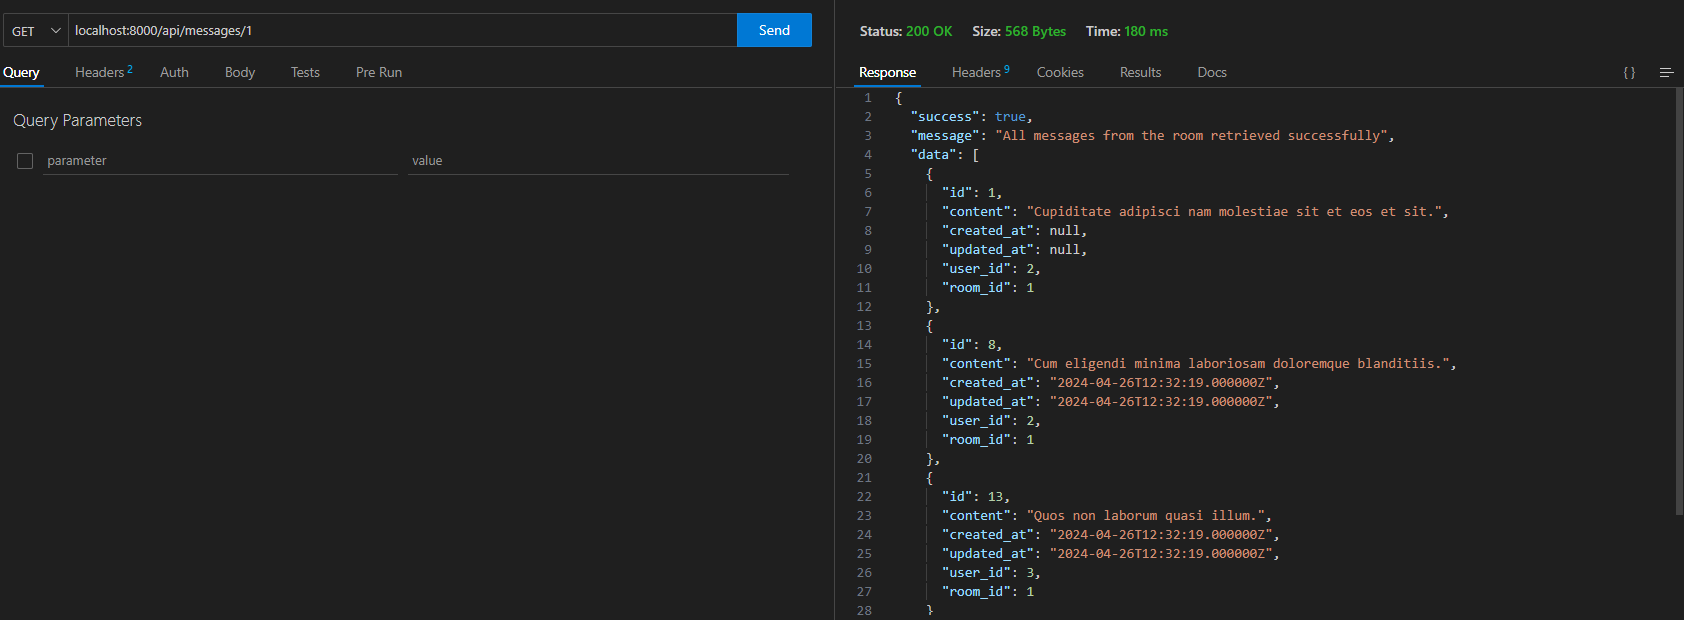 GET localhost:8000/api/messages/1 Send
Query Headers 2 Auth Body Tests Pre Run
Query Parameters
parameter value
Status: 200 OK Size: 568 Bytes Time: 180 ms
Response Headers 9 Cookies Results Docs { }
1 {
2 "success": true,
3 "message": "All messages from the room retrieved successfully",
4 "data": [
5 {
6 "id": 1,
7 "content": "Cupiditate adipisci nam molestiae sit et eos et sit.",
8 "created_at": null,
9 "updated_at": null,
10 "user_id": 2,
11 "room_id": 1
12 },
13 {
14 "id": 8,
15 "content": "Cum eligendi minima laboriosam doloremque blanditiis.",
16 "created_at": "2024-04-26T12:32:19.000000Z",
17 "updated_at": "2024-04-26T12:32:19.000000Z",
18 "user_id": 2,
19 "room_id": 1
20 },
21 {
22 "id": 13,
23 "content": "Quos non laborum quasi illum.",
24 "created_at": "2024-04-26T12:32:19.000000Z",
25 "updated_at": "2024-04-26T12:32:19.000000Z",
26 "user_id": 3,
27 "room_id": 1
28 }